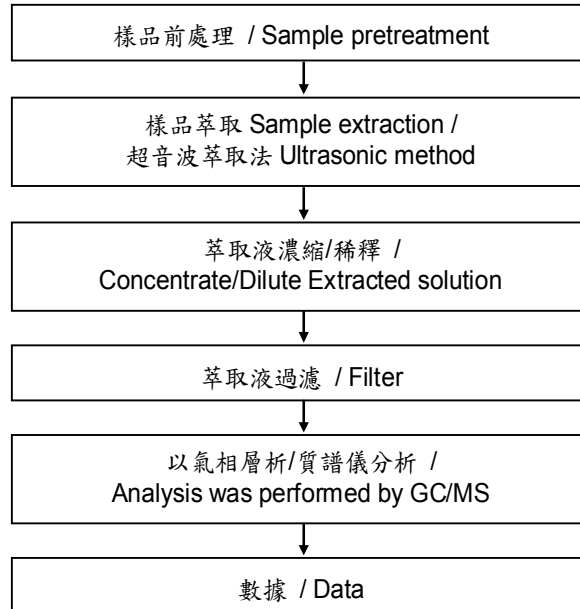 樣品前處理 / Sample pretreatment
樣品萃取 Sample extraction /
超音波萃取法 Ultrasonic method
萃取液濃縮/稀釋 /
Concentrate/Dilute Extracted solution
萃取液過濾 / Filter
以氣相層析/質譜儀分析 /
Analysis was performed by GC/MS
數據 / Data